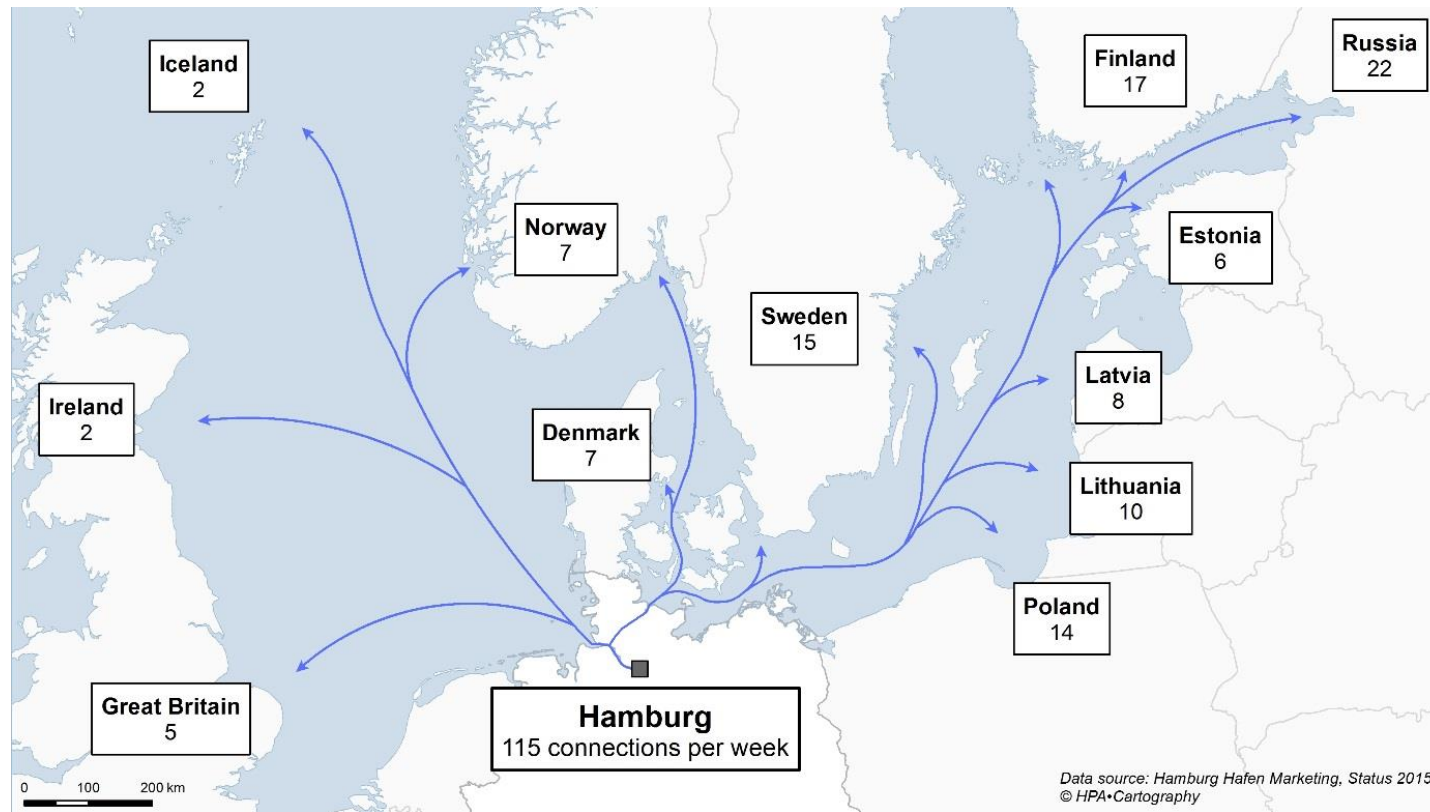 Iceland
2
Finland
17
Russia
22
Norway
7
Estonia
6
Sweden
15
Latvia
8
Ireland
2
Denmark
7
Lithuania
10
Poland
14
Great Britain
5
Hamburg
115 connections per week
0 100 200 km
Data source: Hamburg Hafen Marketing, Status 2015
© HPA•Cartography